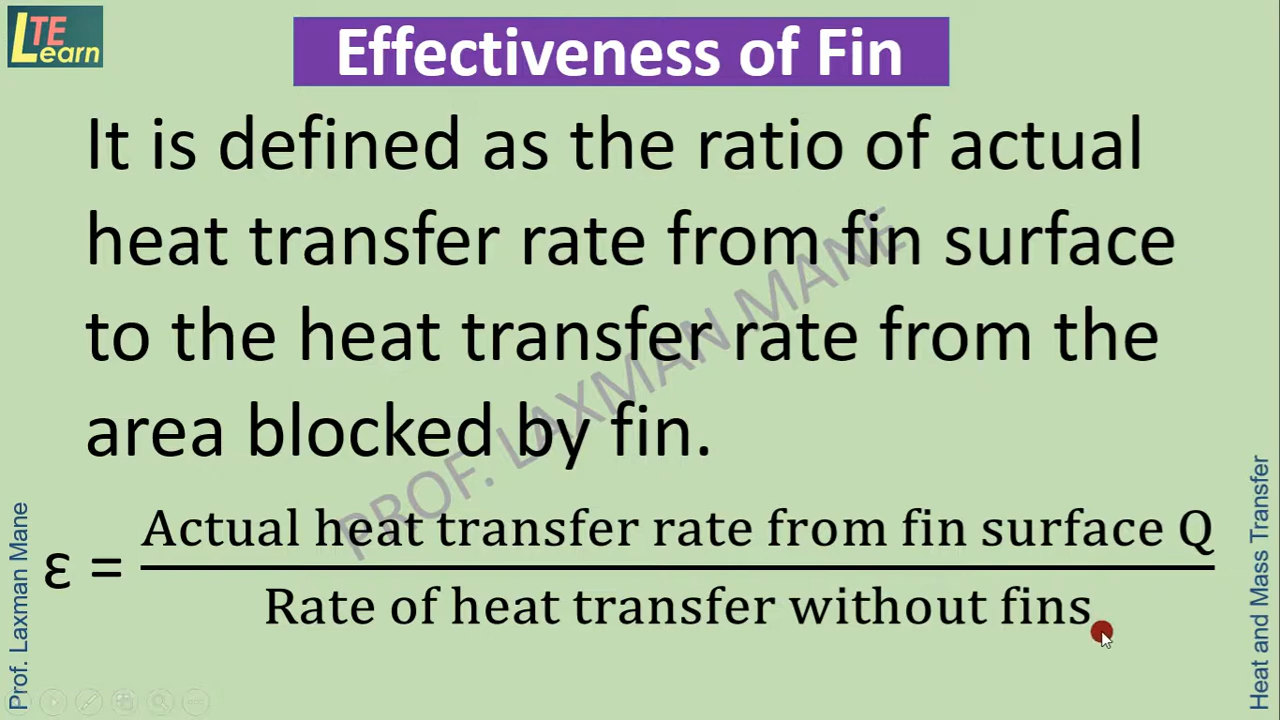 LTE
Learn
Effectiveness of Fin
It is defined as the ratio of actual
heat transfer rate from fin surface
to the heat transfer rate from the
area blocked by fin.
PROF. LAXMAN MANE
ε = Actual heat transfer rate from fin surface Q
Rate of heat transfer without fins
Prof. Laxman Mane
Heat and Mass Transfer